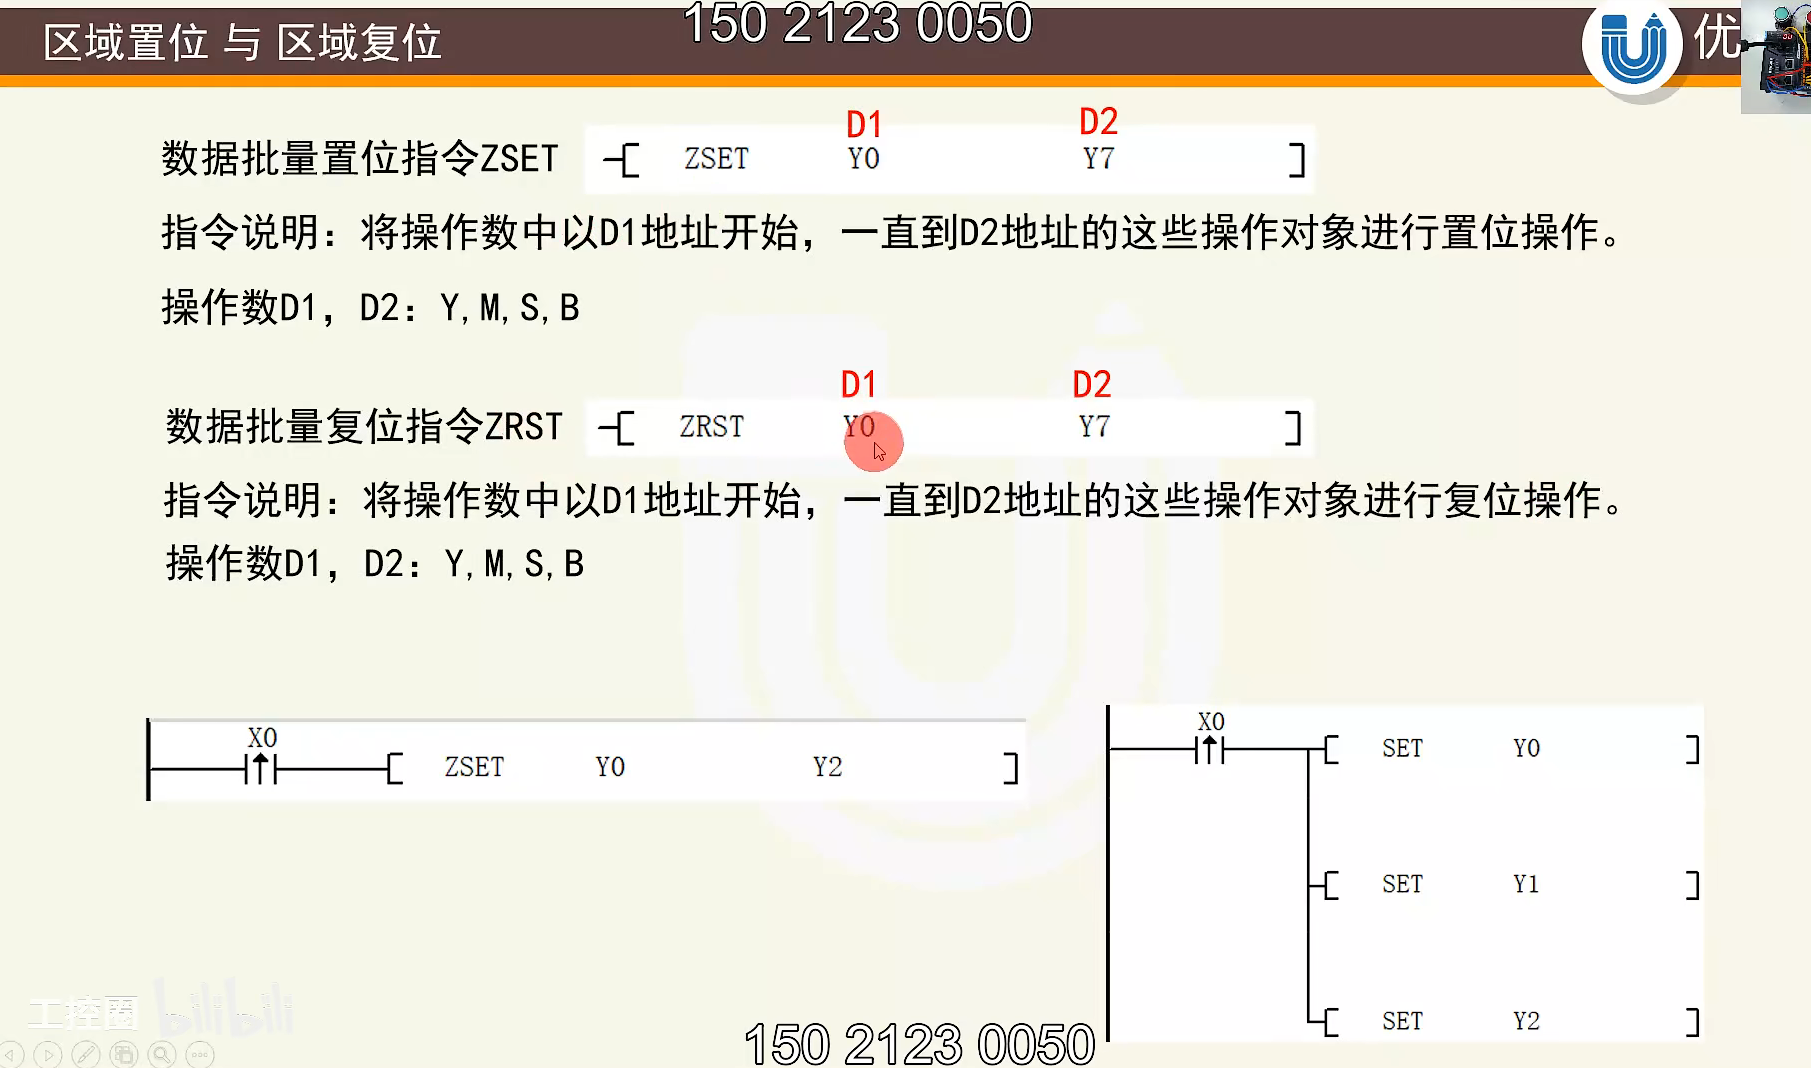 150 2123 0050
区域置位 与 区域复位
优
D1 D2
数据批量置位指令ZSET ZSET Y0 Y7
指令说明：将操作数中以D1地址开始，一直到D2地址的这些操作对象进行置位操作。
操作数D1，D2：Y,M,S,B
D1 D2
数据批量复位指令ZRST ZRST Y0 Y7
指令说明：将操作数中以D1地址开始，一直到D2地址的这些操作对象进行复位操作。
操作数D1，D2：Y,M,S,B
X0
ZSET Y0 Y2
X0
SET Y0
SET Y1
SET Y2
工控圈 bilibili
150 2123 0050